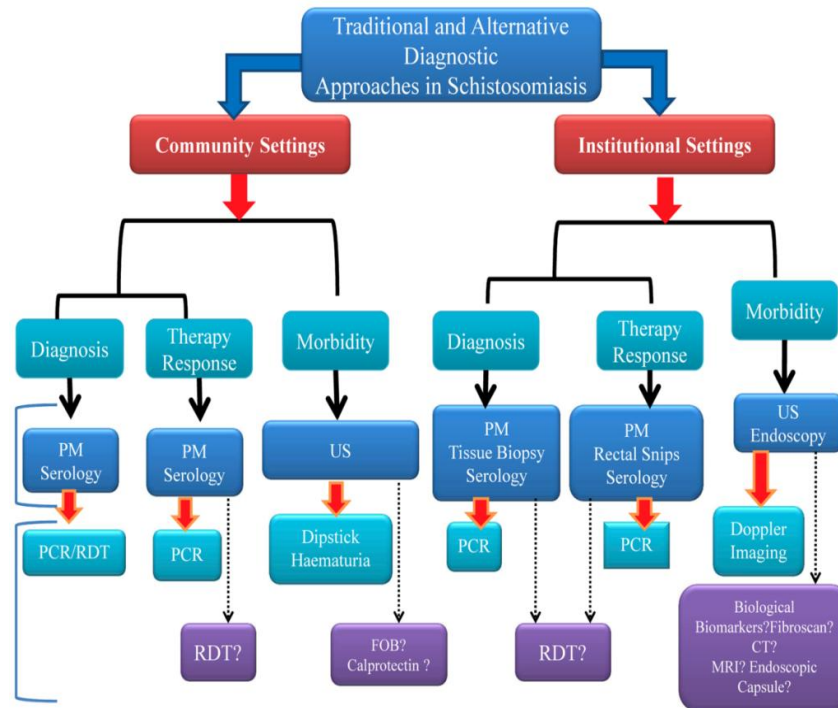 Traditional and Alternative
Diagnostic
Approaches in Schistosomiasis
Community Settings
Institutional Settings
Diagnosis
Therapy
Response
Morbidity
Diagnosis
Therapy
Response
Morbidity
PM
Serology
PM
Serology
US
PM
Tissue Biopsy
Serology
PM
Rectal Snips
Serology
US
Endoscopy
PCR/RDT
PCR
Dipstick
Haematuria
PCR
PCR
Doppler
Imaging
RDT?
FOB?
Calprotectin ?
RDT?
Biological
Biomarkers?Fibroscan?
CT?
MRI? Endoscopic
Capsule?